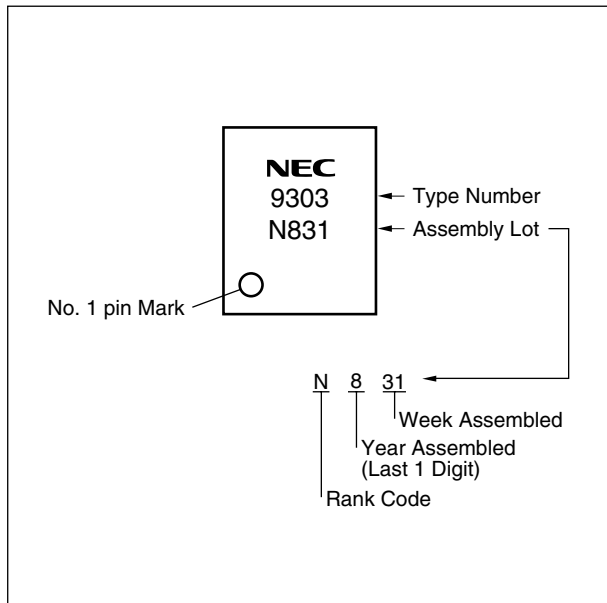 NEC
9303
N831
Type Number
Assembly Lot
No. 1 pin Mark
N 8 31
Week Assembled
Year Assembled
(Last 1 Digit)
Rank Code